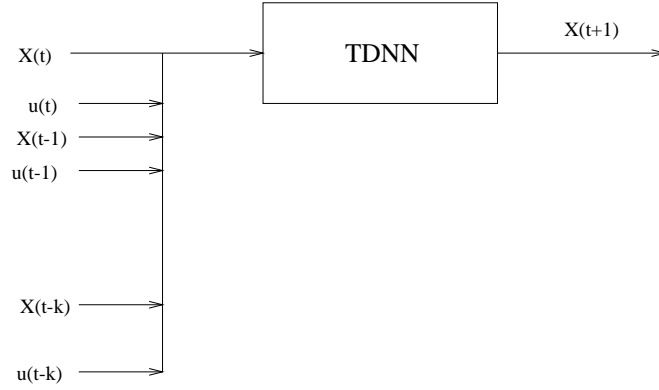 X(t)
TDNN
X(t+1)
u(t)
X(t-1)
u(t-1)
X(t-k)
u(t-k)